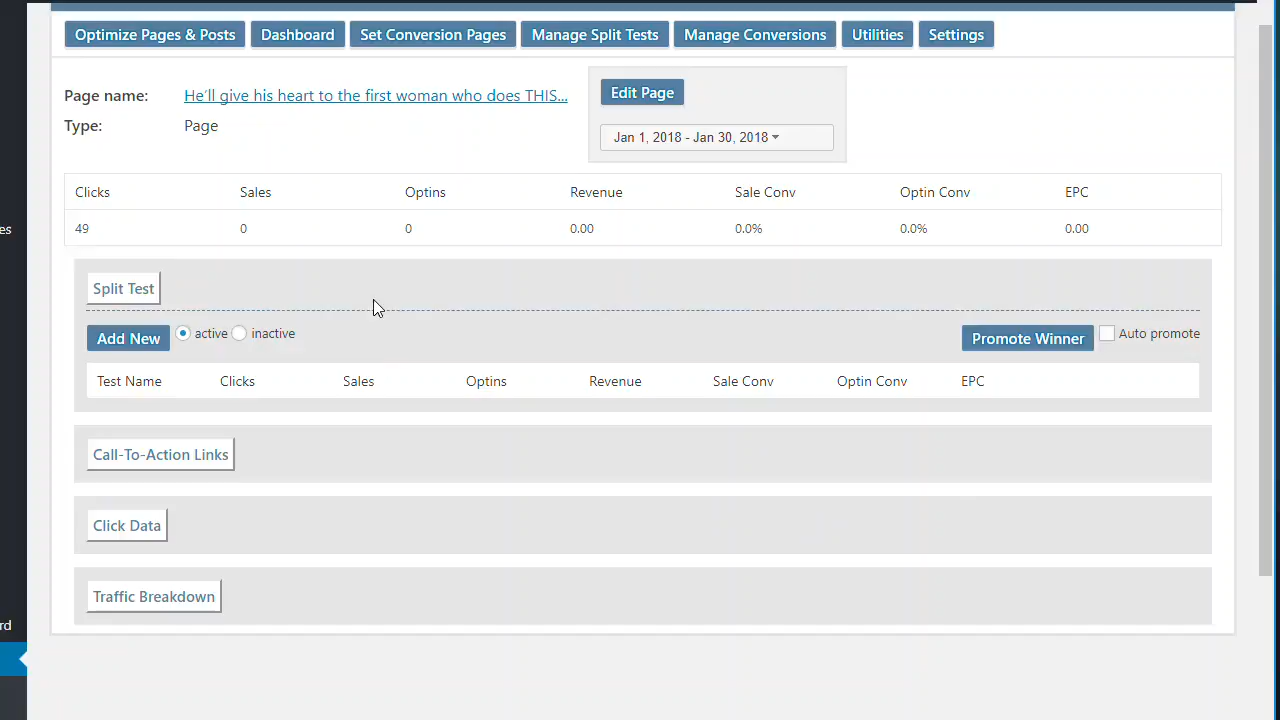 Optimize Pages & Posts Dashboard Set Conversion Pages Manage Split Tests Manage Conversions Utilities Settings
Page name: He'll give his heart to the first woman who does THIS...
Edit Page
Type: Page
Jan 1, 2018 - Jan 30, 2018
Clicks Sales Optins Revenue Sale Conv Optin Conv EPC
49 0 0 0.00 0.0% 0.0% 0.00
es
Split Test
Add New active inactive Promote Winner Auto promote
Test Name Clicks Sales Optins Revenue Sale Conv Optin Conv EPC
Call-To-Action Links
Click Data
Traffic Breakdown
rd